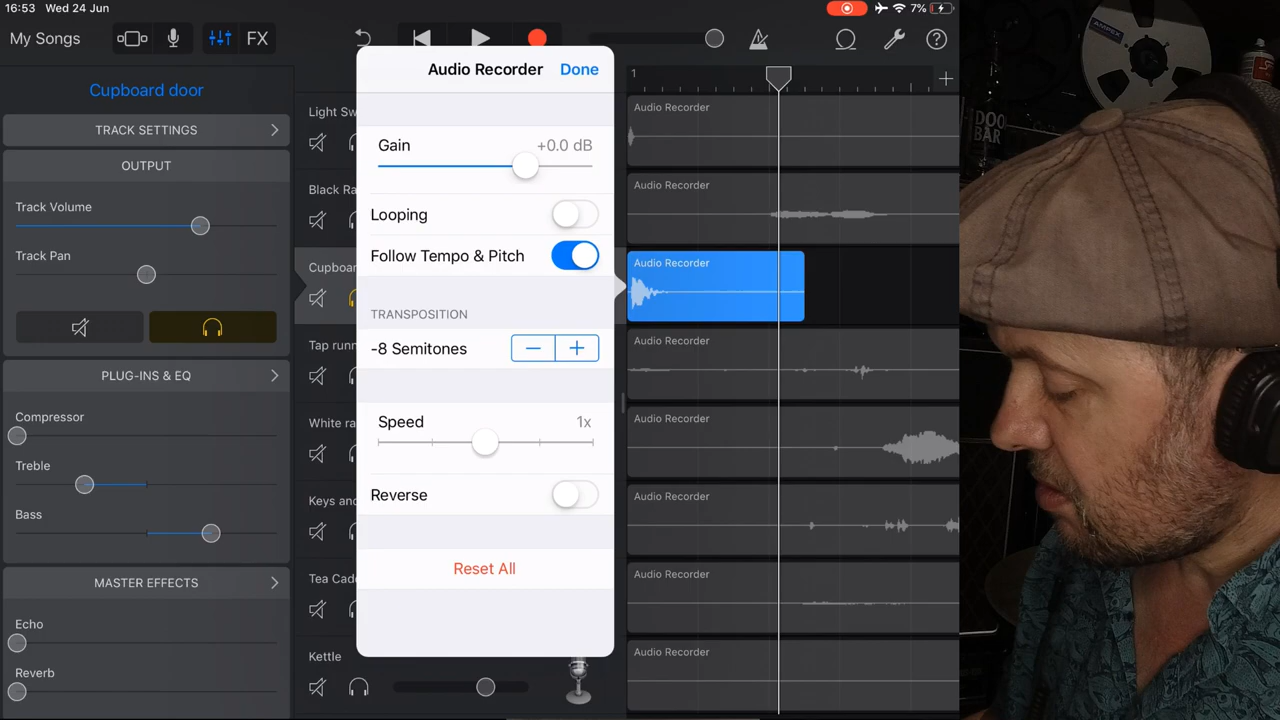 16:53 Wed 24 Jun
7%
My Songs
FX
Cupboard door
TRACK SETTINGS
OUTPUT
Track Volume
Track Pan
PLUG-INS & EQ
Compressor
Treble
Bass
MASTER EFFECTS
Echo
Reverb
Light Sw
Black Ra
Cupboar
Tap runn
White ra
Keys and
Tea Cad
Kettle
Audio Recorder
Done
Gain +0.0 dB
Looping
Follow Tempo & Pitch
TRANSPOSITION
-8 Semitones
Speed 1x
Reverse
Reset All
1
Audio Recorder
Audio Recorder
Audio Recorder
Audio Recorder
Audio Recorder
Audio Recorder
Audio Recorder
Audio Recorder
AMPEX
DOO
BAR